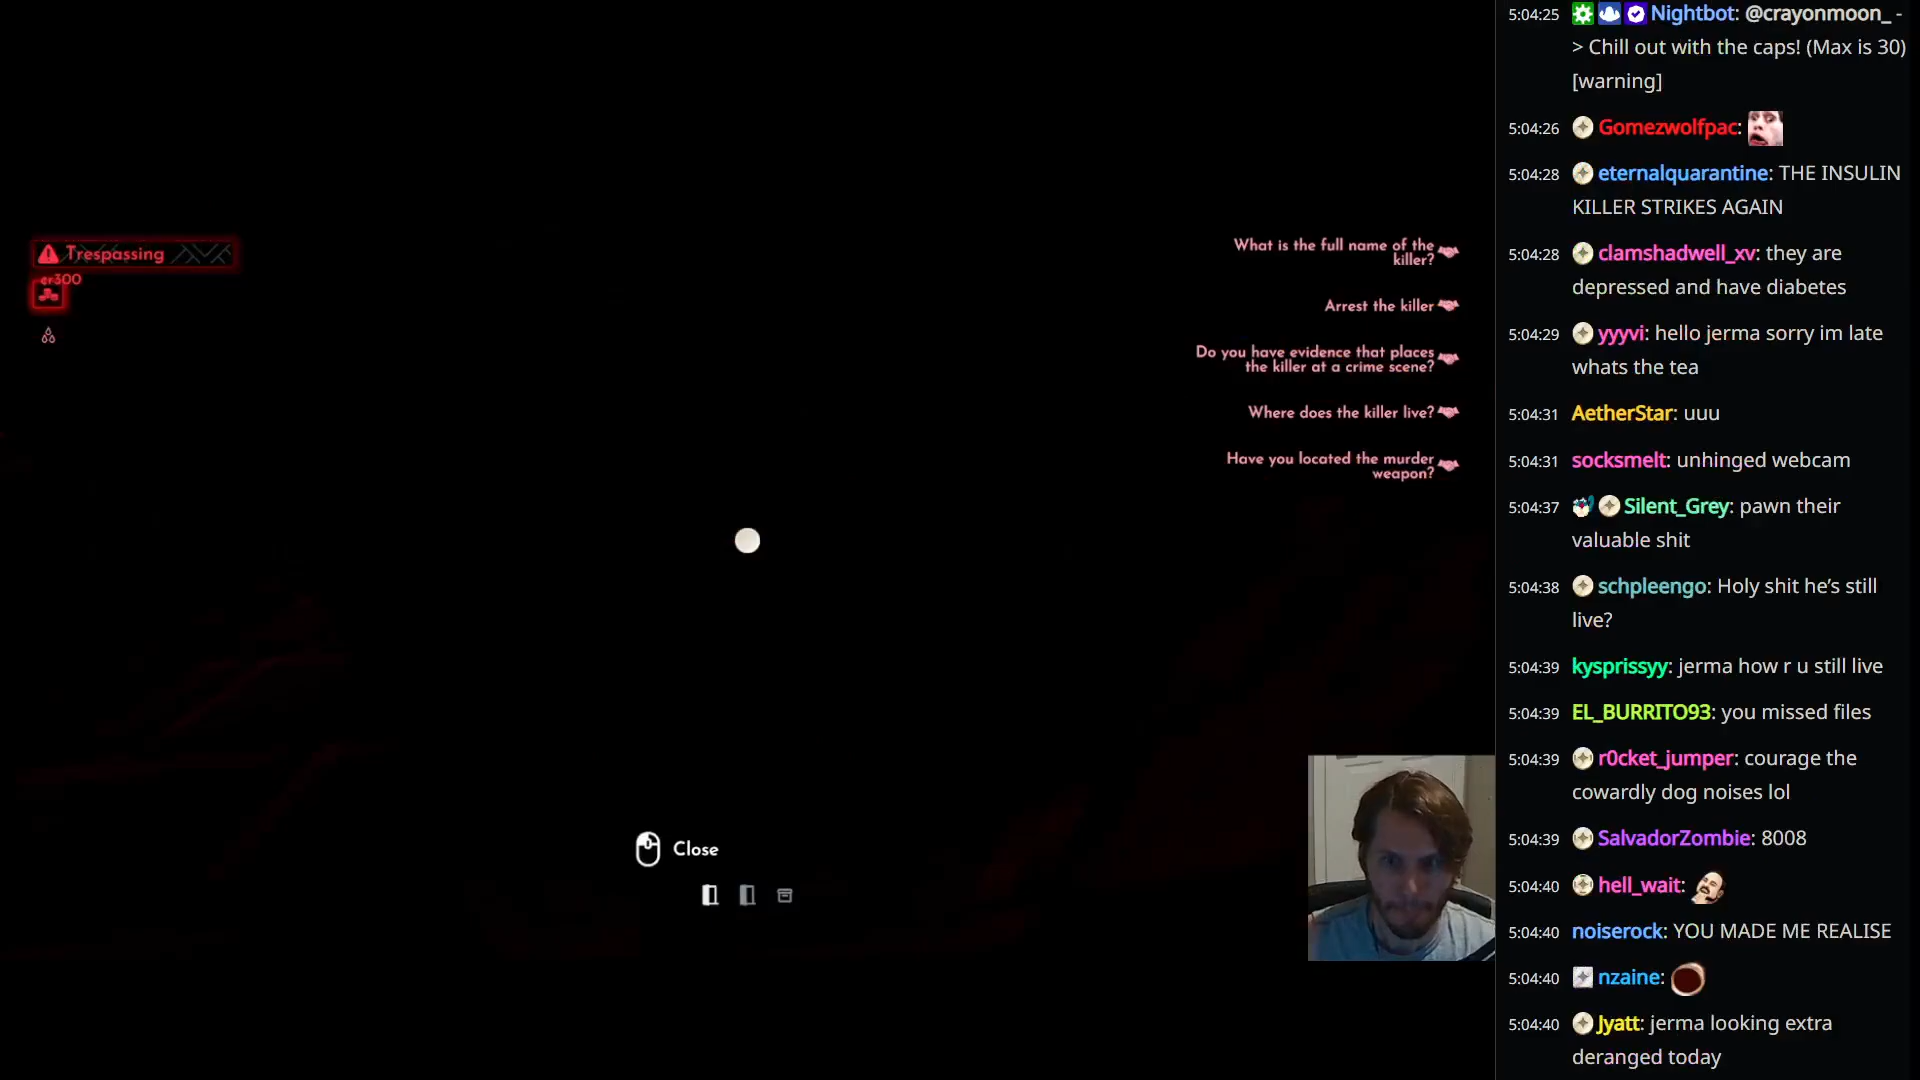 Trespassing
cr300
What is the full name of the
killer?
Arrest the killer
Do you have evidence that places
the killer at a crime scene?
Where does the killer live?
Have you located the murder
weapon?
Close
5:04:25 Nightbot: @crayonmoon_ -
> Chill out with the caps! (Max is 30)
[warning]
5:04:26 Gomezwolfpac:
5:04:28 eternalquarantine: THE INSULIN
KILLER STRIKES AGAIN
5:04:28 clamshadwell_xv: they are
depressed and have diabetes
5:04:29 yyyvi: hello jerma sorry im late
whats the tea
5:04:31 AetherStar: uuu
5:04:31 socksmelt: unhinged webcam
5:04:37 Silent_Grey: pawn their
valuable shit
5:04:38 schpleengo: Holy shit he’s still
live?
5:04:39 kysprissyy: jerma how r u still live
5:04:39 EL_BURRITO93: you missed files
5:04:39 r0cket_jumper: courage the
cowardly dog noises lol
5:04:39 SalvadorZombie: 8008
5:04:40 hell_wait:
5:04:40 noiserock: YOU MADE ME REALISE
5:04:40 nzaine:
5:04:40 Jyatt: jerma looking extra
deranged today